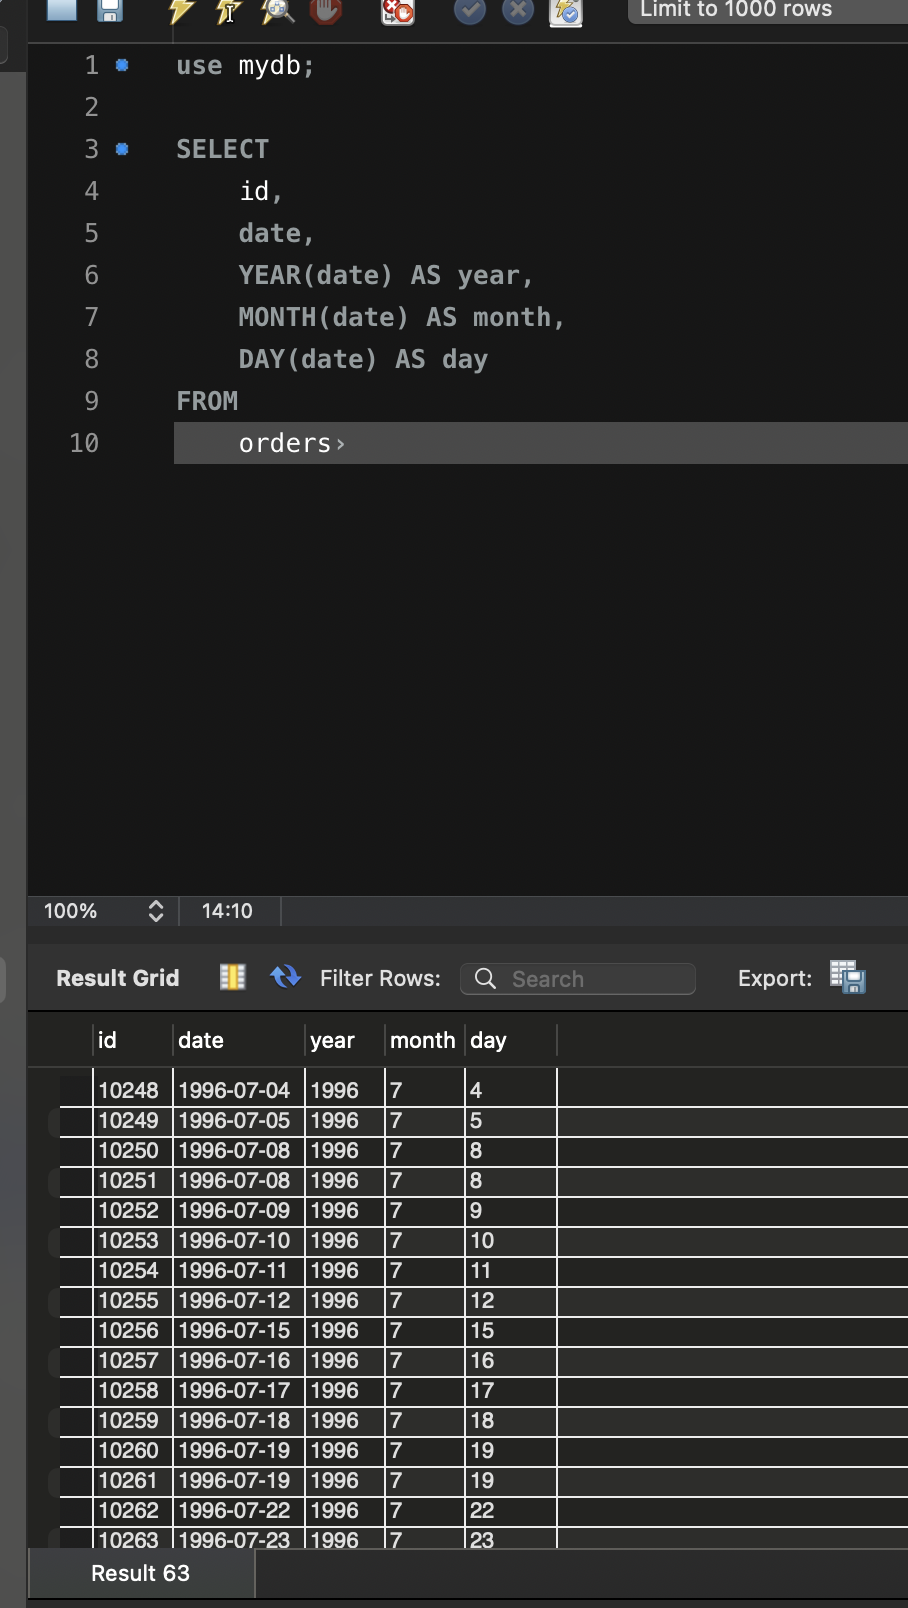 Limit to 1000 rows
1 use mydb;
2
3 SELECT
4 id,
5 date,
6 YEAR(date) AS year,
7 MONTH(date) AS month,
8 DAY(date) AS day
9 FROM
10 orders›
100% 14:10
Result Grid Filter Rows: Search Export:
id date year month day
10248 1996-07-04 1996 7 4
10249 1996-07-05 1996 7 5
10250 1996-07-08 1996 7 8
10251 1996-07-08 1996 7 8
10252 1996-07-09 1996 7 9
10253 1996-07-10 1996 7 10
10254 1996-07-11 1996 7 11
10255 1996-07-12 1996 7 12
10256 1996-07-15 1996 7 15
10257 1996-07-16 1996 7 16
10258 1996-07-17 1996 7 17
10259 1996-07-18 1996 7 18
10260 1996-07-19 1996 7 19
10261 1996-07-19 1996 7 19
10262 1996-07-22 1996 7 22
10263 1996-07-23 1996 7 23
Result 63